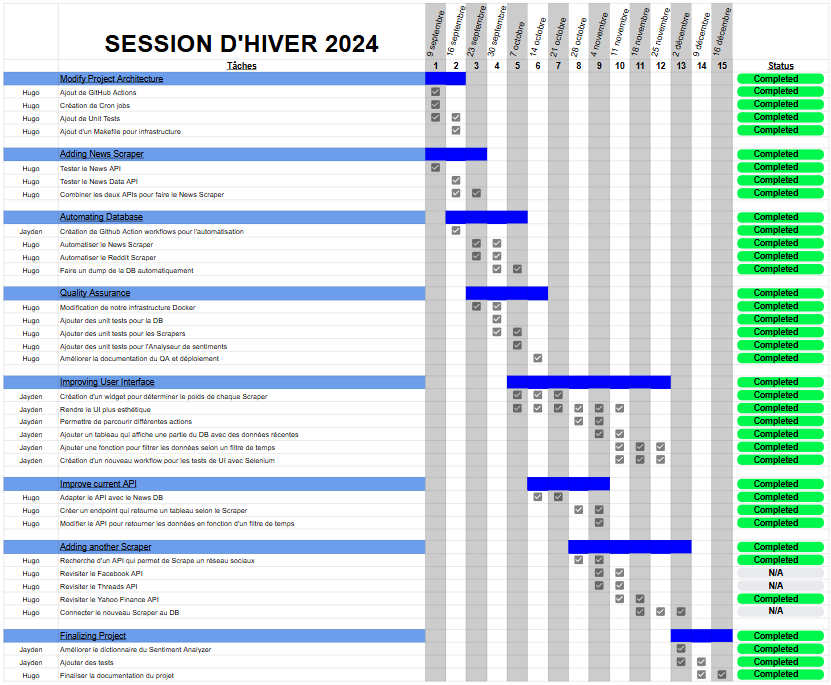 SESSION D'HIVER 2024
9 septembre 16 septembre 23 septembre 30 septembre 7 octobre 14 octobre 21 octobre 28 octobre 4 novembre 11 novembre 18 novembre 25 novembre 2 décembre 9 décembre 16 décembre
Tâches 1 2 3 4 5 6 7 8 9 10 11 12 13 14 15 Status
Modify Project Architecture Completed
Hugo Ajout de GitHub Actions Completed
Hugo Création de Cron jobs Completed
Hugo Ajout de Unit Tests Completed
Hugo Ajout d'un Makefile pour infrastructure Completed
Adding News Scraper Completed
Hugo Tester le News API Completed
Hugo Tester le News Data API Completed
Hugo Combiner les deux APIs pour faire le News Scraper Completed
Automating Database Completed
Jayden Création de Github Action workflows pour l'automatisation Completed
Hugo Automatiser le News Scraper Completed
Hugo Automatiser le Reddit Scraper Completed
Hugo Faire un dump de la DB automatiquement Completed
Quality Assurance Completed
Hugo Modification de notre infrastructure Docker Completed
Hugo Ajouter des unit tests pour la DB Completed
Hugo Ajouter des unit tests pour les Scrapers Completed
Hugo Ajouter des unit tests pour l'Analyseur de sentiments Completed
Hugo Améliorer la documentation du QA et déploiement Completed
Improving User Interface Completed
Jayden Création d'un widget pour déterminer le poids de chaque Scraper Completed
Jayden Rendre le UI plus esthétique Completed
Jayden Permettre de parcourir différentes actions Completed
Jayden Ajouter un tableau qui affiche une partie du DB avec des données récentes Completed
Jayden Ajouter une fonction pour filtrer les données selon un filtre de temps Completed
Jayden Création d'un nouveau workflow pour les tests de UI avec Selenium Completed
Improve current API Completed
Hugo Adapter le API avec le News DB Completed
Hugo Créer un endpoint qui retourne un tableau selon le Scraper Completed
Hugo Modifier le API pour retourner les données en fonction d'un filtre de temps Completed
Adding another Scraper Completed
Hugo Recherche d'un API qui permet de Scrape un réseau sociaux Completed
Hugo Revisiter le Facebook API N/A
Hugo Revisiter le Threads API N/A
Hugo Revisiter le Yahoo Finance API Completed
Hugo Connecter le nouveau Scraper au DB N/A
Finalizing Project Completed
Jayden Améliorer le dictionnaire du Sentiment Analyzer Completed
Jayden Ajouter des tests Completed
Hugo Finaliser la documentation du projet Completed